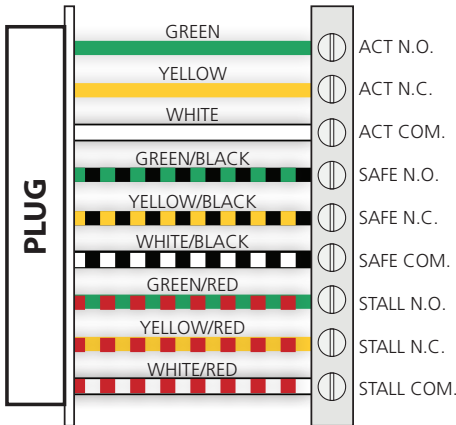 PLUG
GREEN ACT N.O.
YELLOW ACT N.C.
WHITE ACT COM.
GREEN/BLACK SAFE N.O.
YELLOW/BLACK SAFE N.C.
WHITE/BLACK SAFE COM.
GREEN/RED STALL N.O.
YELLOW/RED STALL N.C.
WHITE/RED STALL COM.